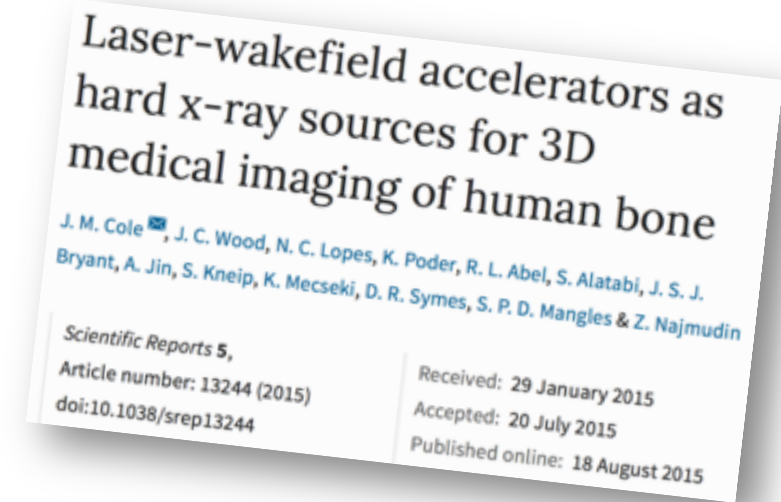 Laser-wakefield accelerators as
hard x-ray sources for 3D
medical imaging of human bone
J. M. Cole ✉, J. C. Wood, N. C. Lopes, K. Poder, R. L. Abel, S. Alatabi, J. S. J.
Bryant, A. Jin, S. Kneip, K. Mecseki, D. R. Symes, S. P. D. Mangles & Z. Najmudin
Scientific Reports 5,
Article number: 13244 (2015)
doi:10.1038/srep13244
Received: 29 January 2015
Accepted: 20 July 2015
Published online: 18 August 2015